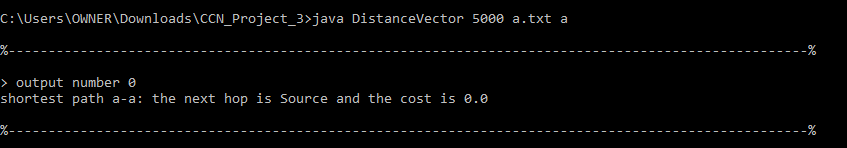 C:\Users\OWNER\Downloads\CCN_Project_3>java DistanceVector 5000 a.txt a
%----------------------------------------------------------------------------------------------------%
> output number 0
shortest path a-a: the next hop is Source and the cost is 0.0
%----------------------------------------------------------------------------------------------------%